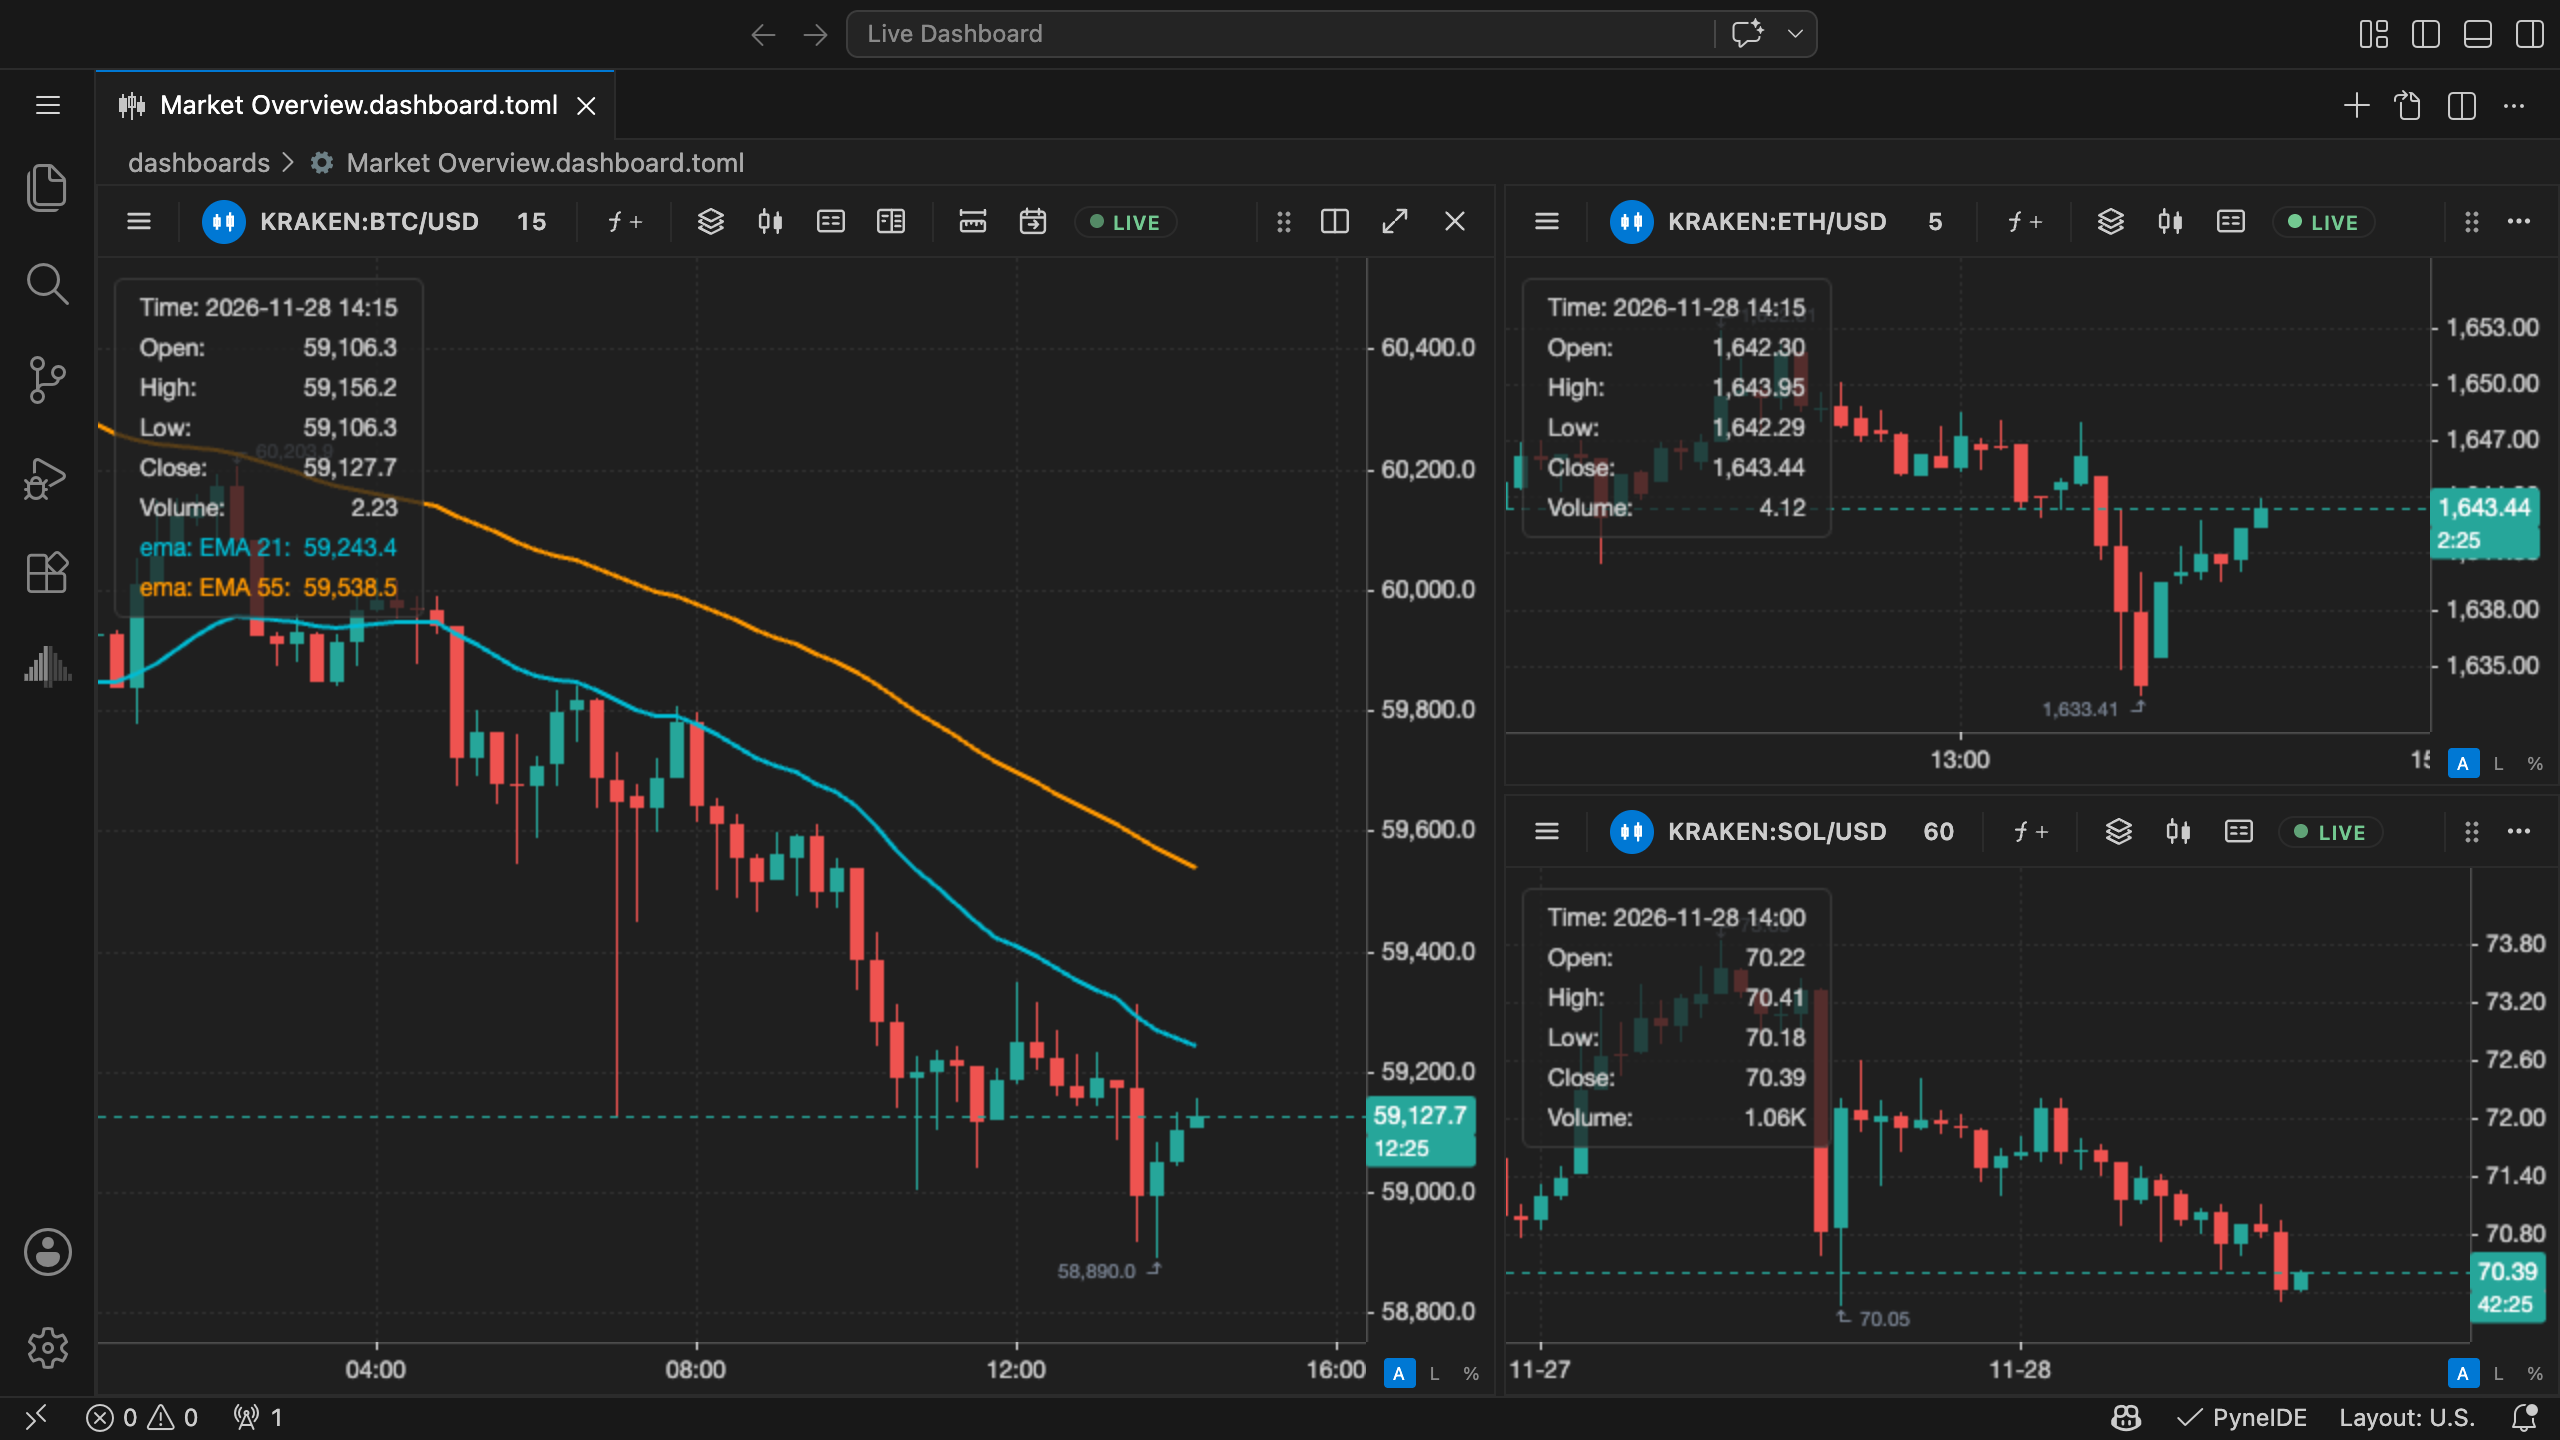 Live Dashboard
Market Overview.dashboard.toml
dashboards > Market Overview.dashboard.toml
KRAKEN:BTC/USD 15 ƒ + LIVE
Time: 2026-11-28 14:15
Open: 59,106.3
High: 59,156.2
Low: 59,106.3
Close: 59,127.7
Volume: 2.23
ema: EMA 21: 59,243.4
ema: EMA 55: 59,538.5
60,203.9
58,890.0
60,400.0
60,200.0
60,000.0
59,800.0
59,600.0
59,400.0
59,200.0
59,127.7
12:25
59,000.0
58,800.0
04:00 08:00 12:00 16:00
A L %
KRAKEN:ETH/USD 5 ƒ + LIVE
Time: 2026-11-28 14:15
Open: 1,642.30
High: 1,643.95
Low: 1,642.29
Close: 1,643.44
Volume: 4.12
1,633.41
1,653.00
1,650.00
1,647.00
1,643.44
2:25
1,638.00
1,635.00
13:00
A L %
KRAKEN:SOL/USD 60 ƒ + LIVE
Time: 2026-11-28 14:00
Open: 70.22
High: 70.41
Low: 70.18
Close: 70.39
Volume: 1.06K
70.05
73.80
73.20
72.60
72.00
71.40
70.80
70.39
42:25
11-27 11-28
A L %
0 0 1
PyneIDE Layout: U.S.